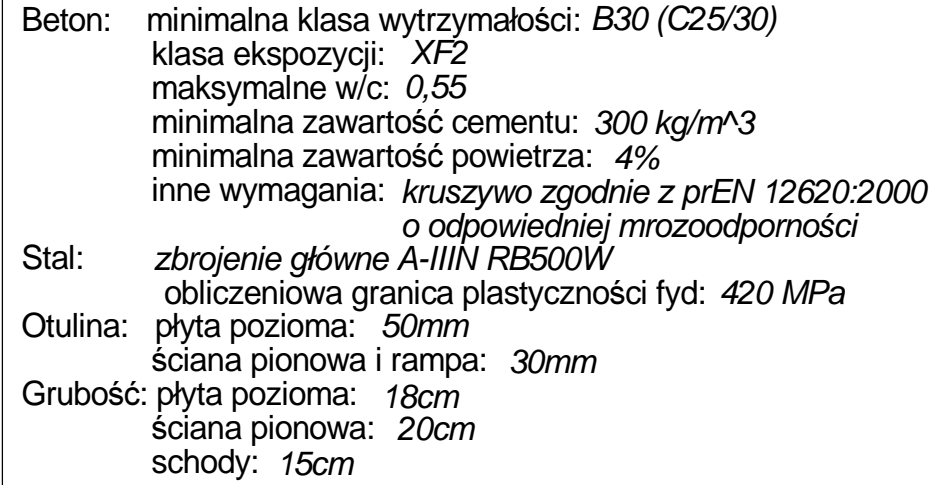 Beton: minimalna klasa wytrzymałości: B30 (C25/30)
klasa ekspozycji: XF2
maksymalne w/c: 0,55
minimalna zawartość cementu: 300 kg/m^3
minimalna zawartość powietrza: 4%
inne wymagania: kruszywo zgodnie z prEN 12620:2000
o odpowiedniej mrozoodporności
Stal: zbrojenie główne A-IIIN RB500W
obliczeniowa granica plastyczności fyd: 420 MPa
Otulina: płyta pozioma: 50mm
ściana pionowa i rampa: 30mm
Grubość: płyta pozioma: 18cm
ściana pionowa: 20cm
schody: 15cm